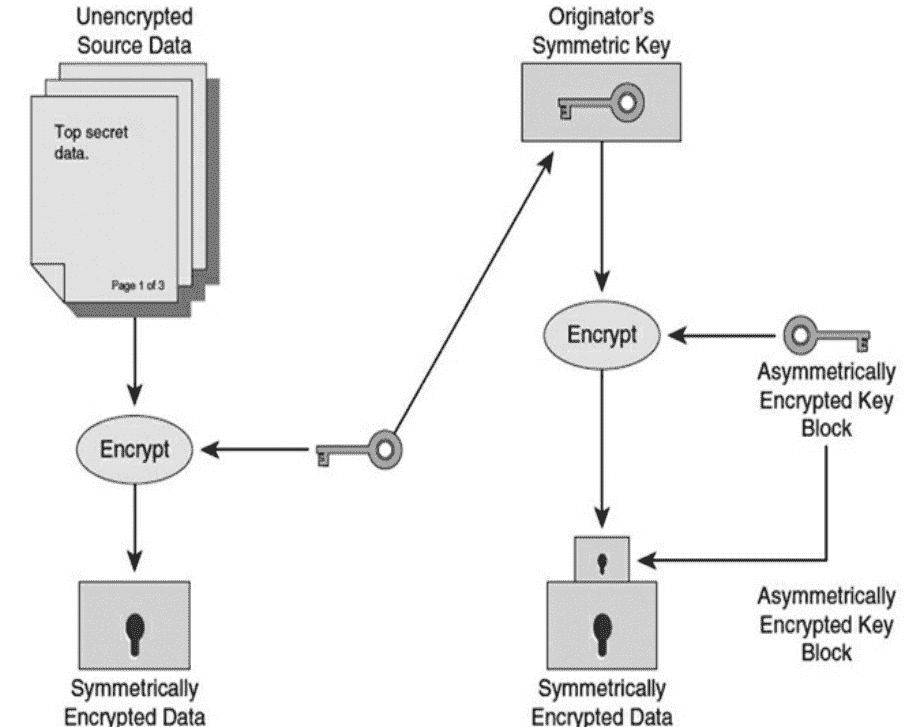 Unencrypted
Source Data
Top secret
data.
Page 1 of 3
Encrypt
Symmetrically
Encrypted Data
Originator's
Symmetric Key
Encrypt
Asymmetrically
Encrypted Key
Block
Asymmetrically
Encrypted Key
Block
Symmetrically
Encrypted Data